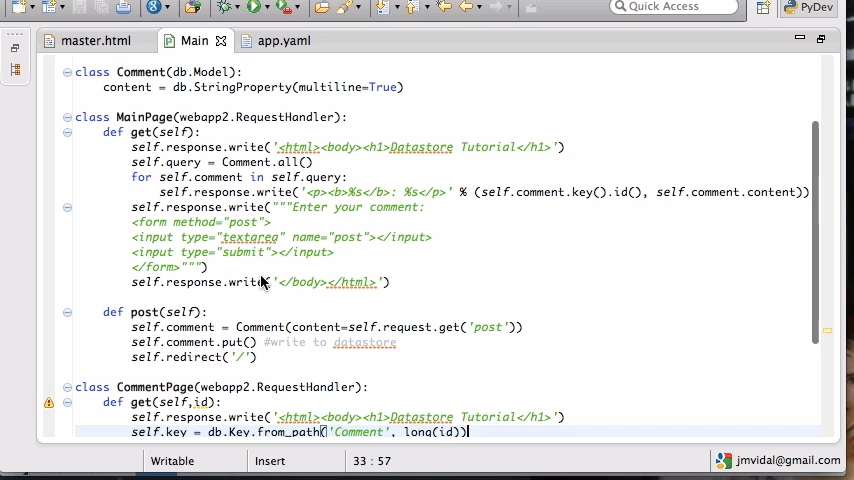 Quick Access
PyDev
master.html
Main
app.yaml
class Comment(db.Model):
content = db.StringProperty(multiline=True)
class MainPage(webapp2.RequestHandler):
def get(self):
self.response.write('<html><body><h1>Datastore Tutorial</h1>')
self.query = Comment.all()
for self.comment in self.query:
self.response.write('<p><b>%s</b>: %s</p>' % (self.comment.key().id(), self.comment.content))
self.response.write("""Enter your comment:
<form method="post">
<input type="textarea" name="post"></input>
<input type="submit"></input>
</form>""")
self.response.write('</body></html>')
def post(self):
self.comment = Comment(content=self.request.get('post'))
self.comment.put() #write to datastore
self.redirect('/')
class CommentPage(webapp2.RequestHandler):
def get(self,id):
self.response.write('<html><body><h1>Datastore Tutorial</h1>')
self.key = db.Key.from_path('Comment', long(id))
Writable
Insert
33 : 57
jmvidal@gmail.com